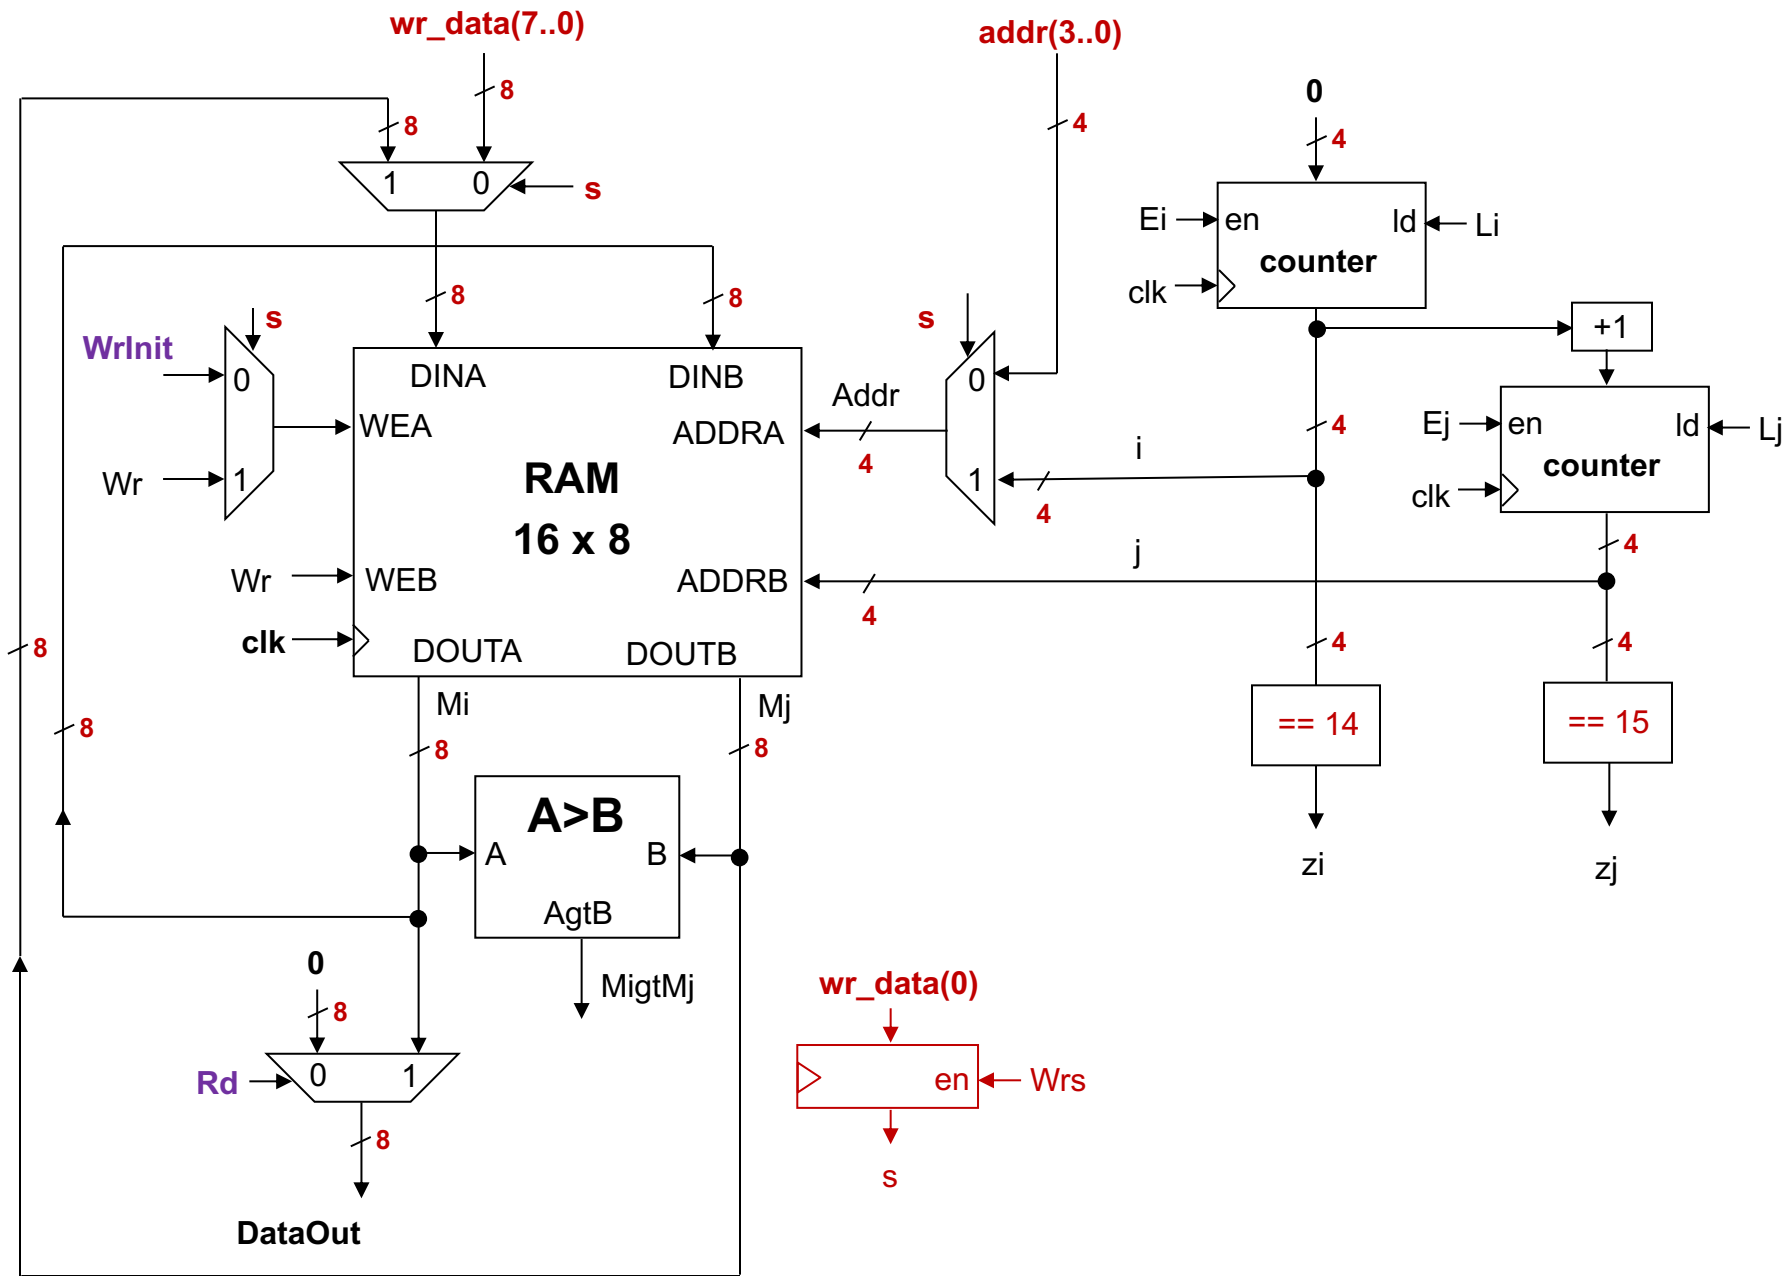 wr_data(7..0)
addr(3..0)
8
8
4
0
4
1 0
s
Ei
en
ld
Li
counter
clk
8
8
s
WrInit
0
1
Wr
s
0
1
+1
DINA
DINB
WEA
ADDRA
Addr
4
RAM
16 x 8
i
4
4
Ej
en
ld
Lj
counter
clk
4
j
4
Wr
WEB
ADDRB
clk
DOUTA
DOUTB
8
8
4
4
Mi
Mj
8
8
== 14
== 15
A>B
A
B
AgtB
zi
zj
MigtMj
0
8
Rd
0 1
8
DataOut
wr_data(0)
en
Wrs
s